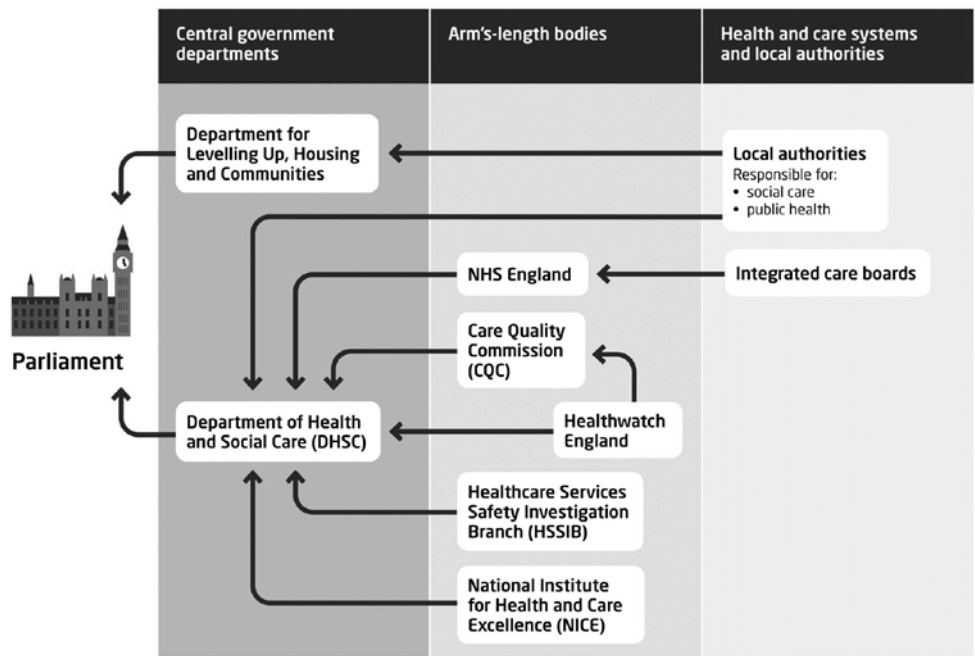 Central government
departments
Arm's-length bodies
Health and care systems
and local authorities
Department for
Levelling Up, Housing
and Communities
Local authorities
Responsible for:
• social care
• public health
NHS England
Integrated care boards
Care Quality
Commission
(CQC)
Parliament
Department of Health
and Social Care (DHSC)
Healthwatch
England
Healthcare Services
Safety Investigation
Branch (HSSIB)
National Institute
for Health and Care
Excellence (NICE)